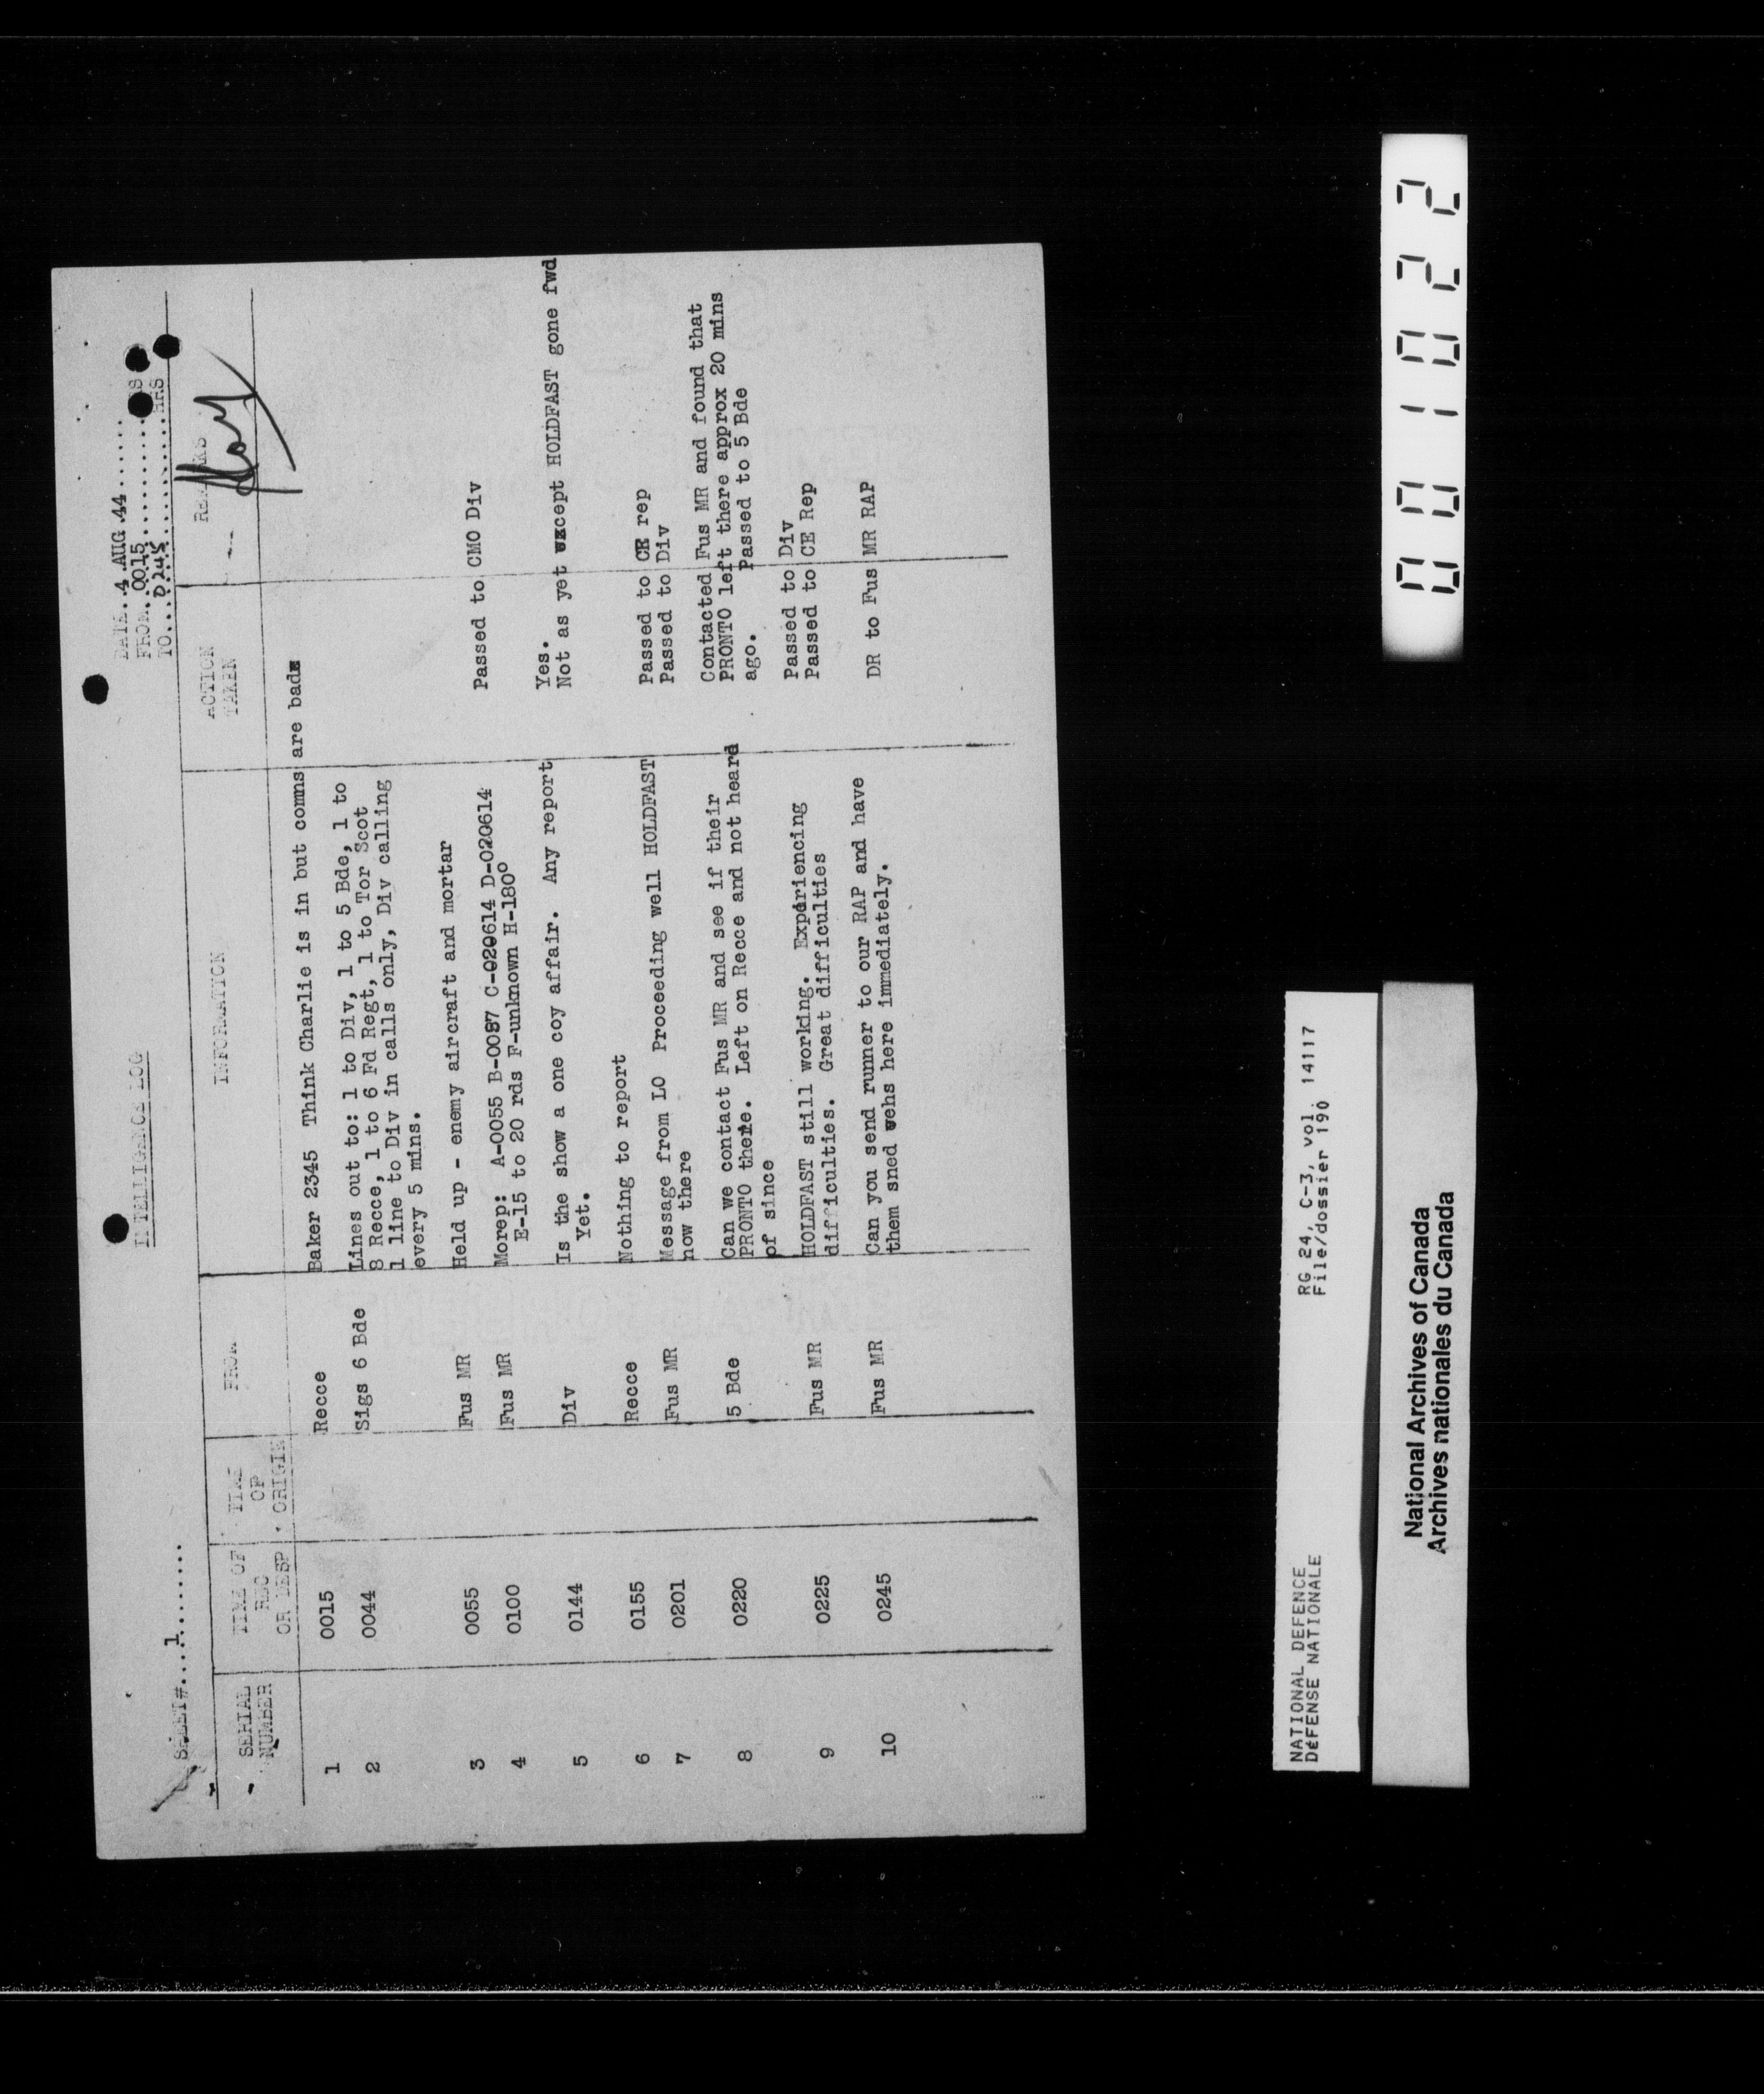 INTELLIGENCE LOG
DATE..4 AUG 44......
SHEET#...1.......
FROM..0015..........HRS
TO....0245..........HRS
SERIAL NUMBER TIME OF REC OR DESP TIME OF ORIGIN FROM INFORMATION ACTION TAKEN REMARKS
1 0015 Recce Baker 2345 Think Charlie is in but comns are badx
2 0044 Sigs 6 Bde Lines out to: 1 to Div, 1 to 5 Bde, 1 to
8 Recce, 1 to 6 Fd Regt, 1 to Tor Scot
1 line to Div in calls only, Div calling
every 5 mins.
3 0055 Fus MR Held up - enemy aircraft and mortar Passed to CMO Div
4 0100 Fus MR Morep: A-0055 B-0087 C-020614 D-020614
E-15 to 20 rds F-unknown H-180°
5 0144 Div Is the show a one coy affair. Any report Yes.
Yet. Not as yet except HOLDFAST gone fwd
6 0155 Recce Nothing to report Passed to CE rep
7 0201 Fus MR Message from LO Proceeding well HOLDFAST Passed to Div
now there
8 0220 5 Bde Can we contact Fus MR and see if their Contacted Fus MR and found that
PRONTO there. Left on Recce and not heard PRONTO left there approx 20 mins
of since ago. Passed to 5 Bde
9 0225 Fus MR HOLDFAST still working. Experiencing Passed to Div
difficulties. Great difficulties Passed to CE Rep
10 0245 Fus MR Can you send runner to our RAP and have DR to Fus MR RAP
them sned wehs here immediately.
NATIONAL DEFENCE RG 24, C-3, vol. 14117
DÉFENSE NATIONALE File/dossier 190
National Archives of Canada
Archives nationales du Canada
001022